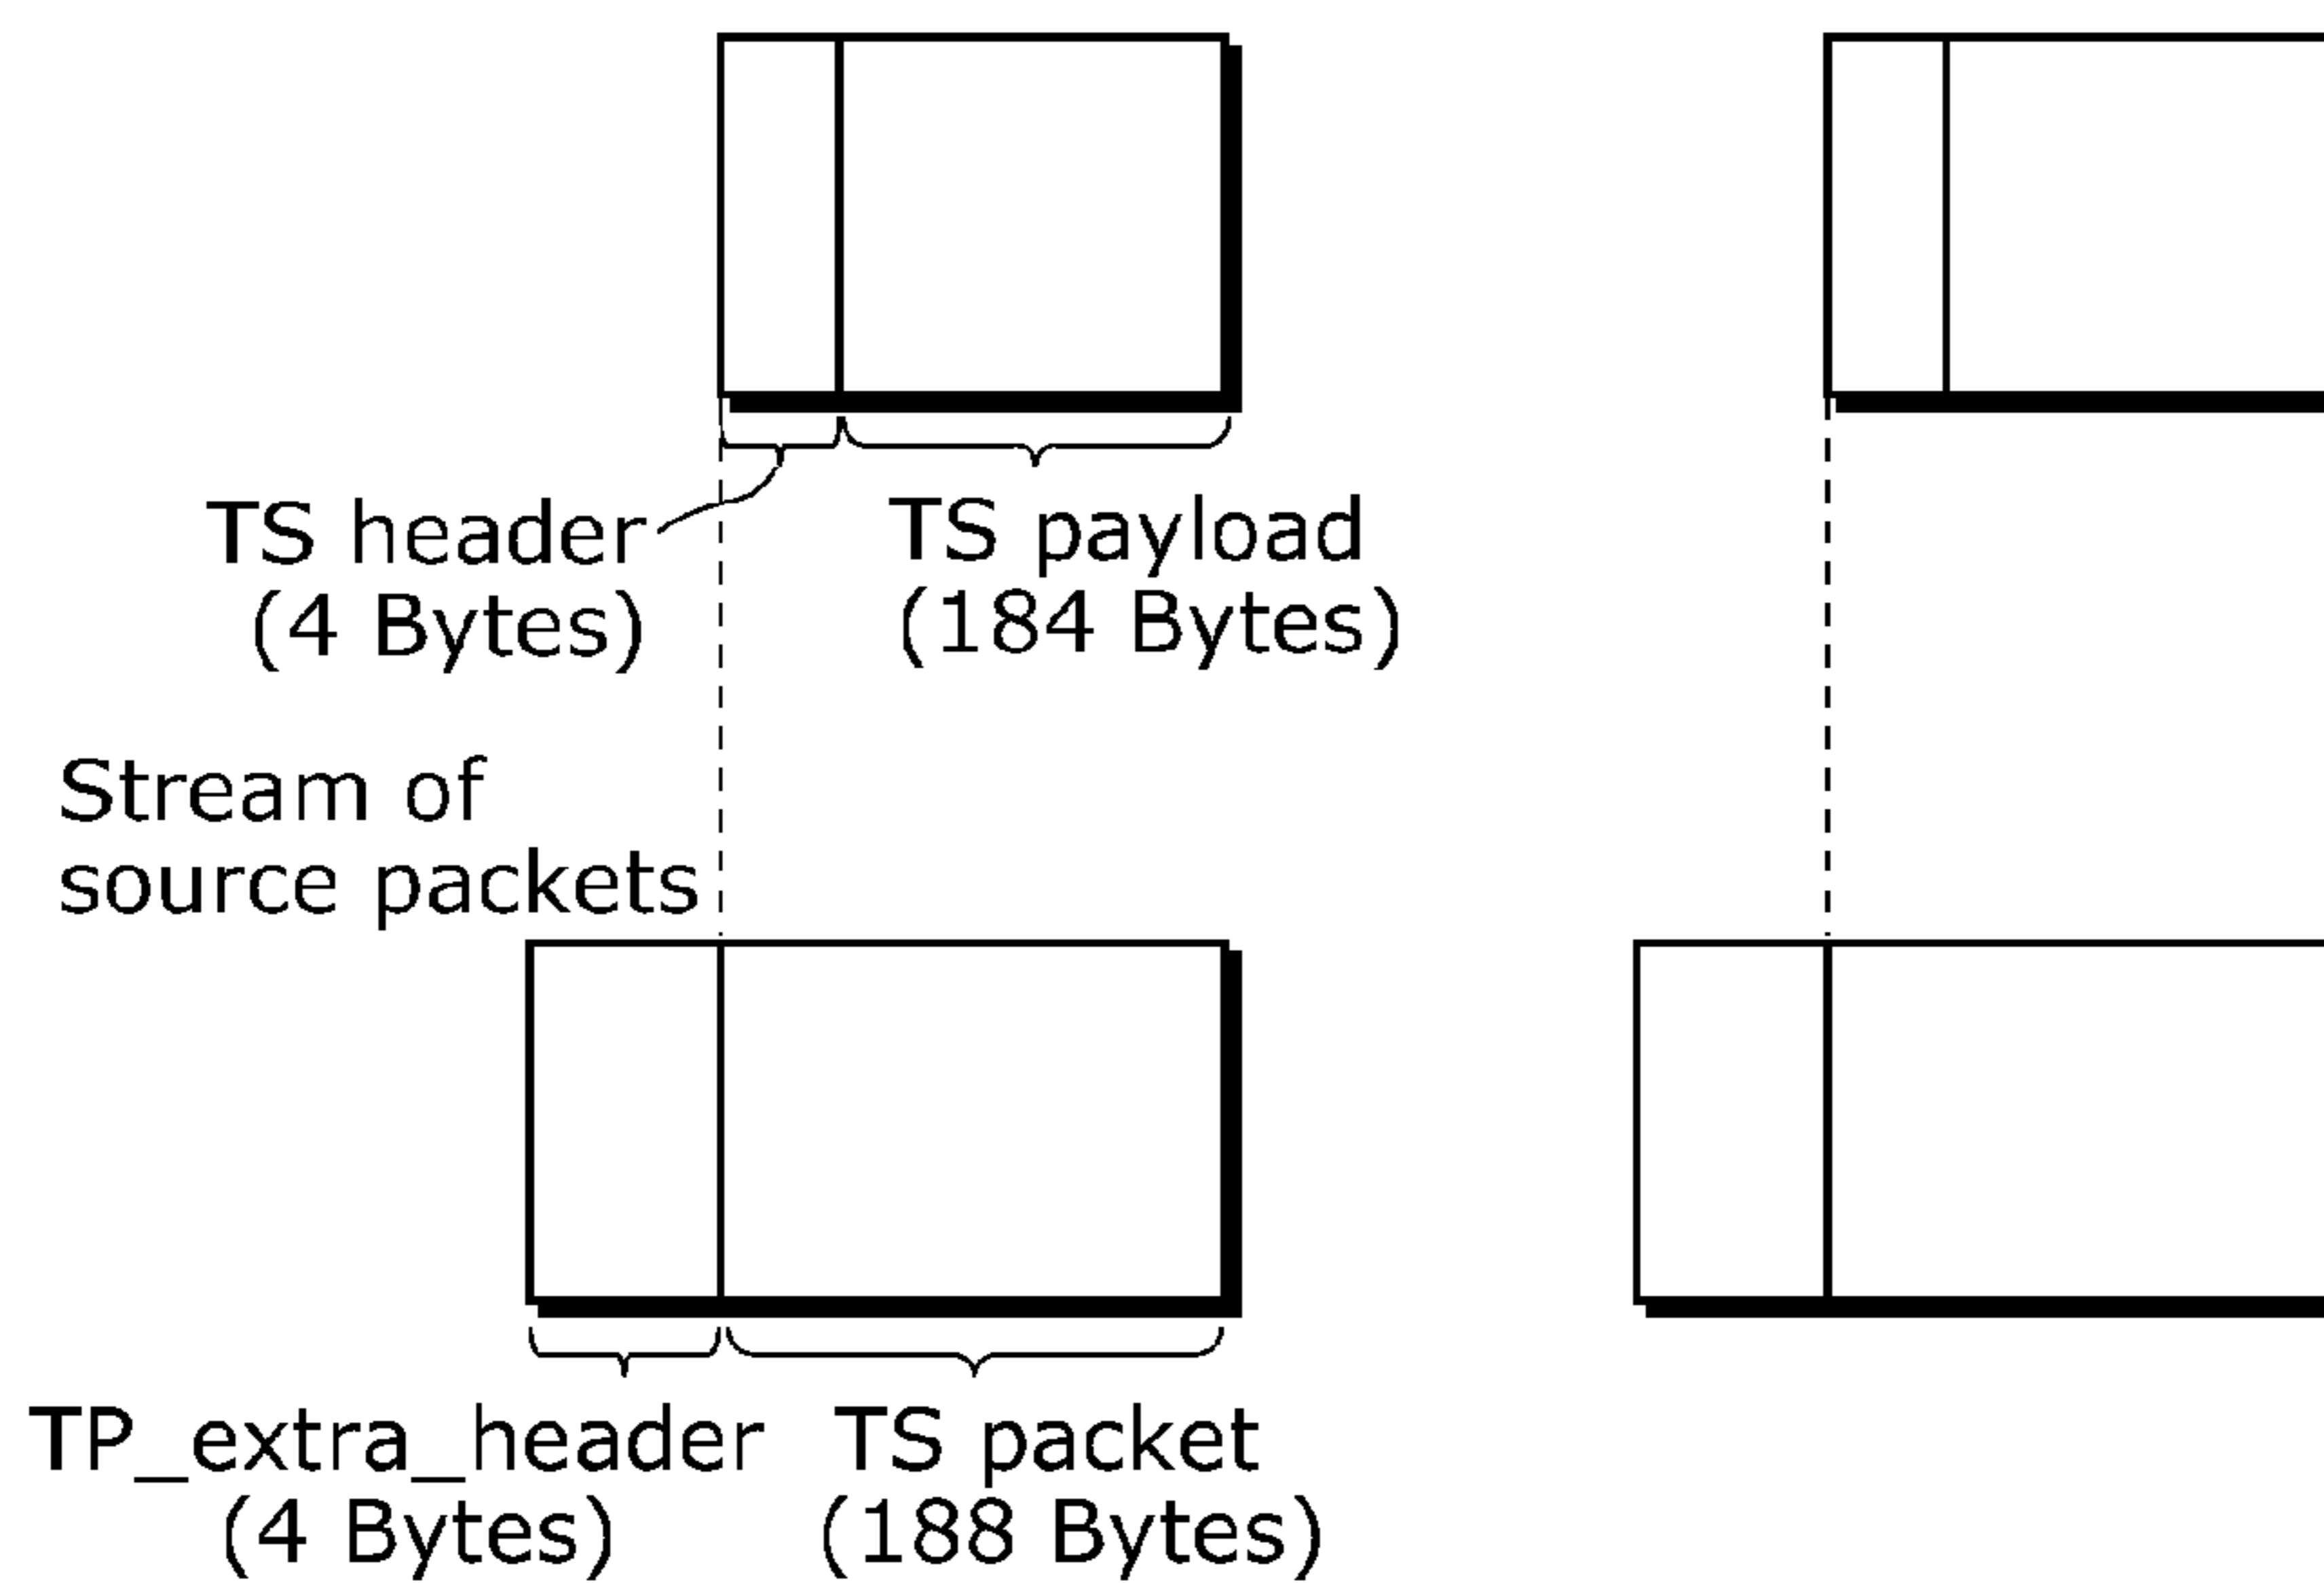 TS header
(4 Bytes)
TS payload
(184 Bytes)
Stream of
source packets
TP_extra_header
(4 Bytes)
TS packet
(188 Bytes)